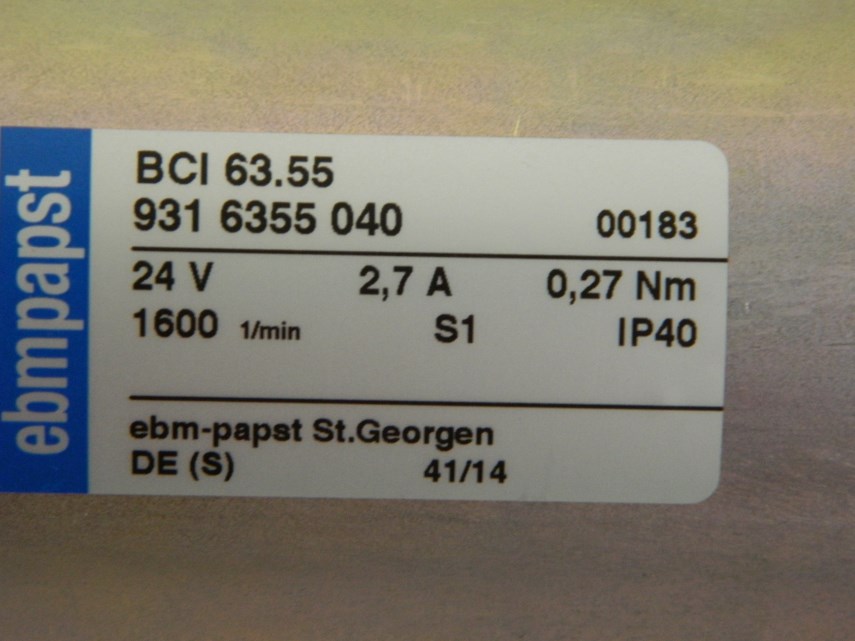 ebmpapst
BCI 63.55
931 6355 040 00183
24 V 2,7 A 0,27 Nm
1600 1/min S1 IP40
ebm-papst St.Georgen
DE (S) 41/14